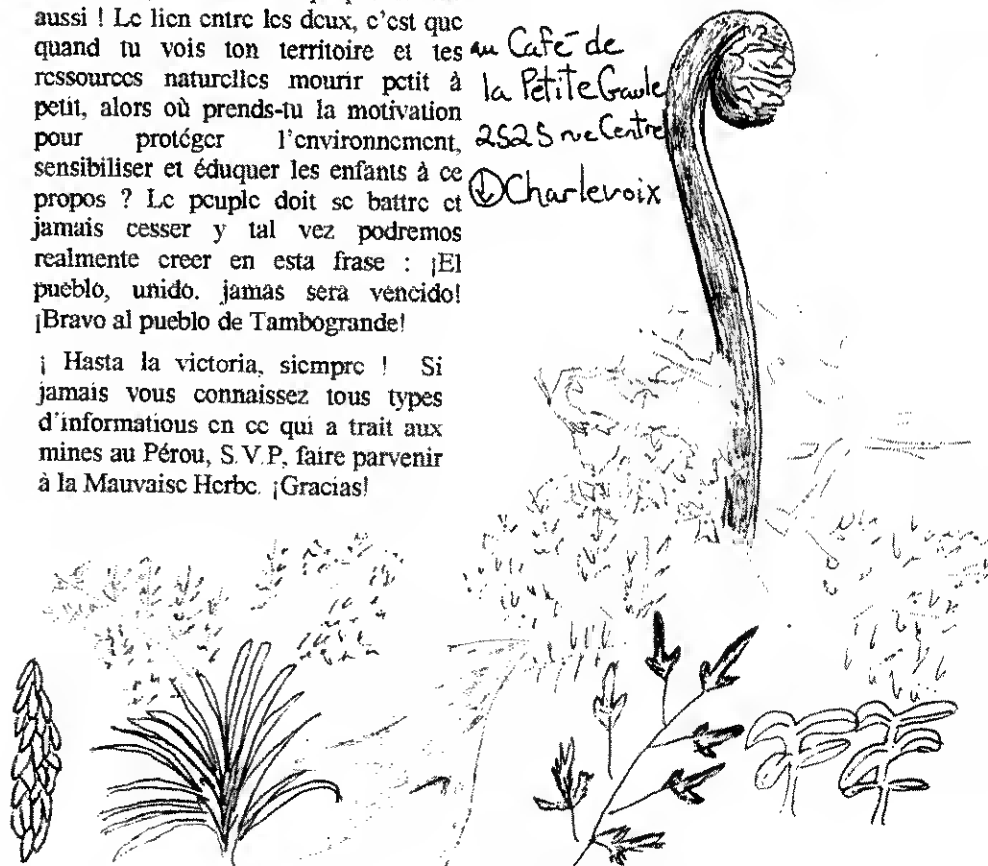 aussi ! Le lien entre les deux, c'est que
quand tu vois ton territoire et tes
ressources naturelles mourir petit à
petit, alors où prends-tu la motivation
pour protéger l'environnement,
sensibiliser et éduquer les enfants à ce
propos ? Le peuple doit se battre et
jamais cesser y tal vez podremos
realmente creer en esta frase : ¡El
pueblo, unido. jamas sera vencido!
¡Bravo al pueblo de Tambogrande!
¡ Hasta la victoria, siempre ! Si
jamais vous connaissez tous types
d'informations en ce qui a trait aux
mines au Pérou, S.V.P. faire parvenir
à la Mauvaise Herbe. ¡Gracias!
au Café de
la Petite Gaule
2525 rue Centre
Charlevoix